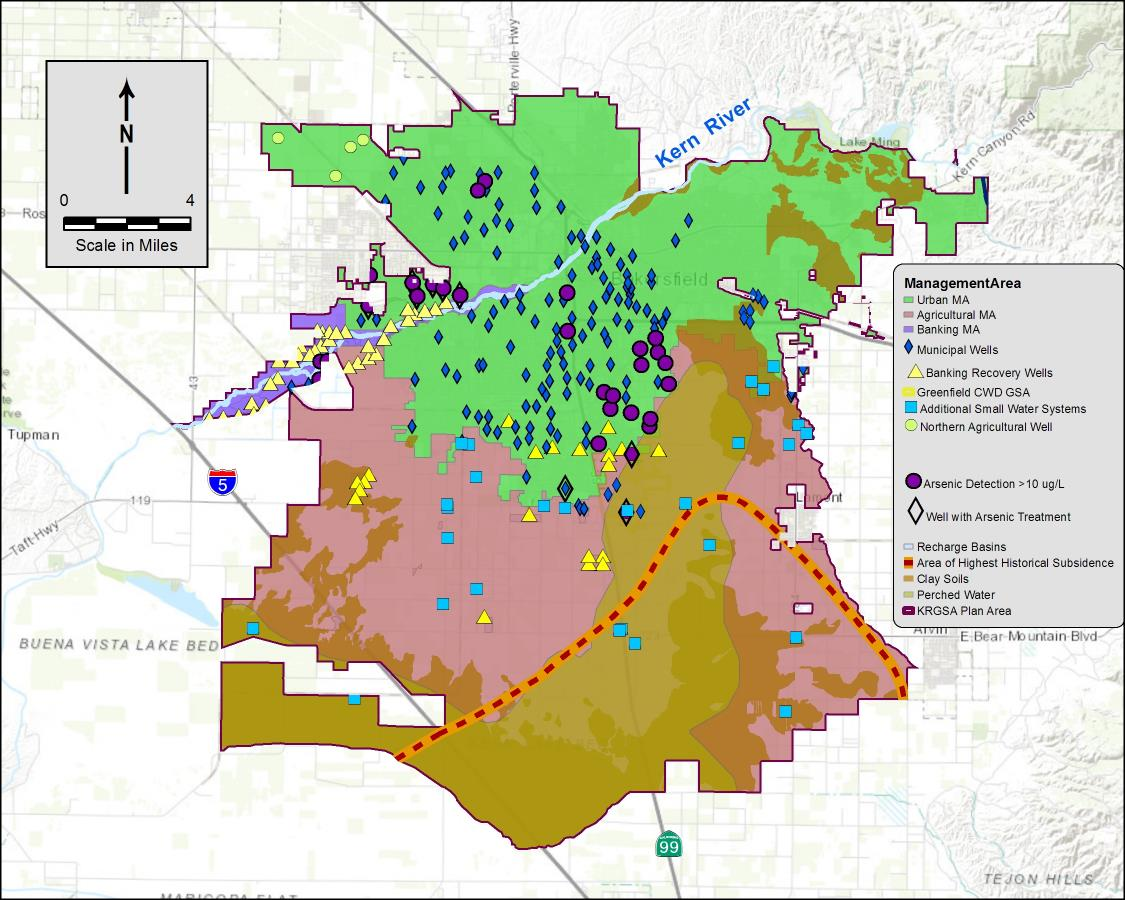 Porterville Hwy
Kern River
Lake Ming
Kern Canyon Rd
N
0
4
Scale in Miles
Ros
43
Tupman
5
119
Taft Hwy
BUENA VISTA LAKE BED
Bakersfield
ManagementArea
Urban MA
Agricultural MA
Banking MA
Municipal Wells
Banking Recovery Wells
Greenfield CWD GSA
Additional Small Water Systems
Northern Agricultural Well
Arsenic Detection >10 ug/L
Well with Arsenic Treatment
Recharge Basins
Area of Highest Historical Subsidence
Clay Soils
Perched Water
KRGSA Plan Area
Lamont
Arvin
E Bear Mountain Blvd
99
MARICOPA FLAT
TEJON HILLS